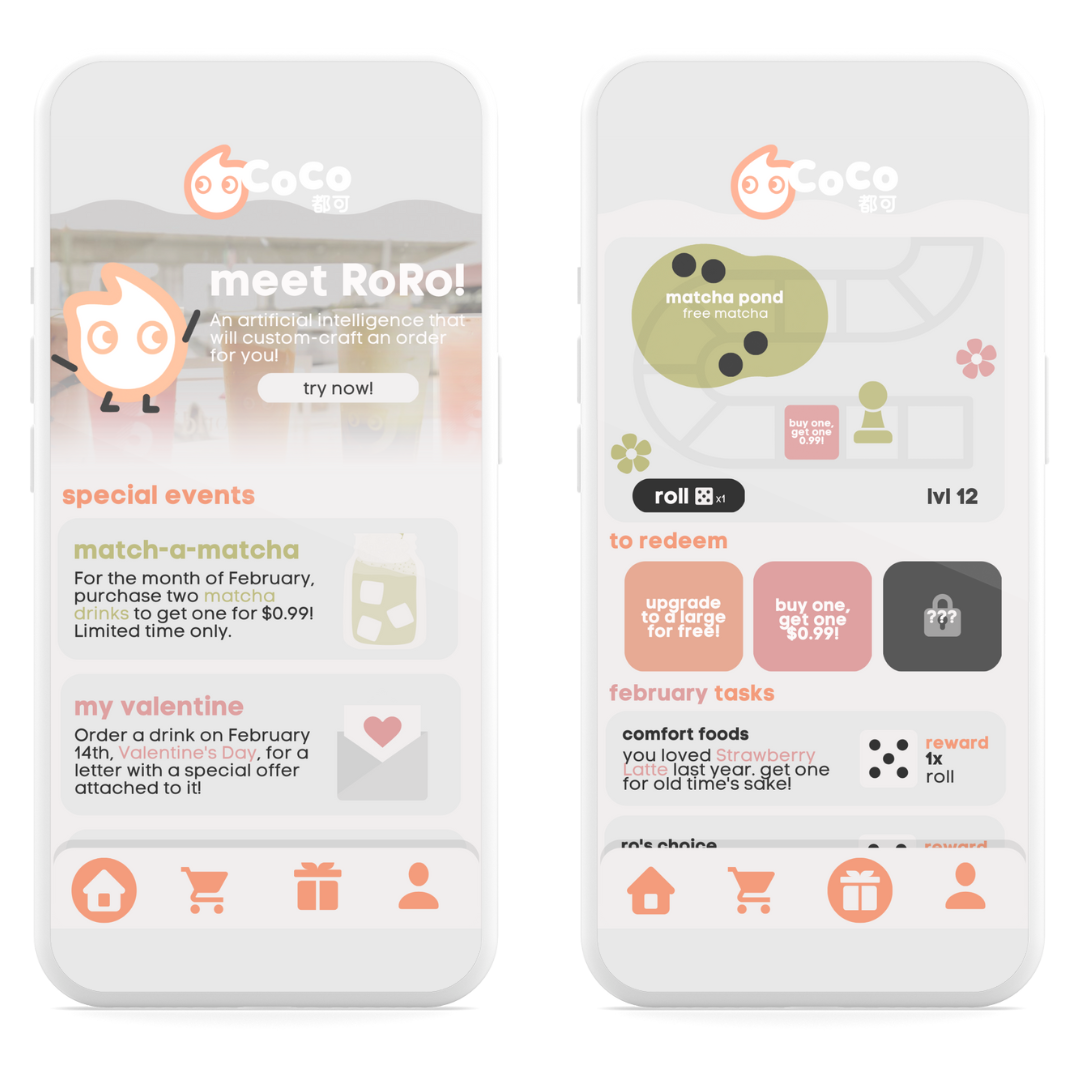 CoCo
都可
meet RoRo!
An artificial intelligence that
will custom-craft an order
for you!
try now!
special events
match-a-matcha
For the month of February,
purchase two matcha
drinks to get one for $0.99!
Limited time only.
my valentine
Order a drink on February
14th, Valentine's Day, for a
letter with a special offer
attached to it!
CoCo
都可
matcha pond
free matcha
buy one,
get one
0.99!
roll x1
lvl 12
to redeem
upgrade
to a large
for free!
buy one,
get one
$0.99!
???
february tasks
comfort foods
you loved Strawberry
Latte last year. get one
for old time's sake!
reward
1x
roll
ro's choice
reward